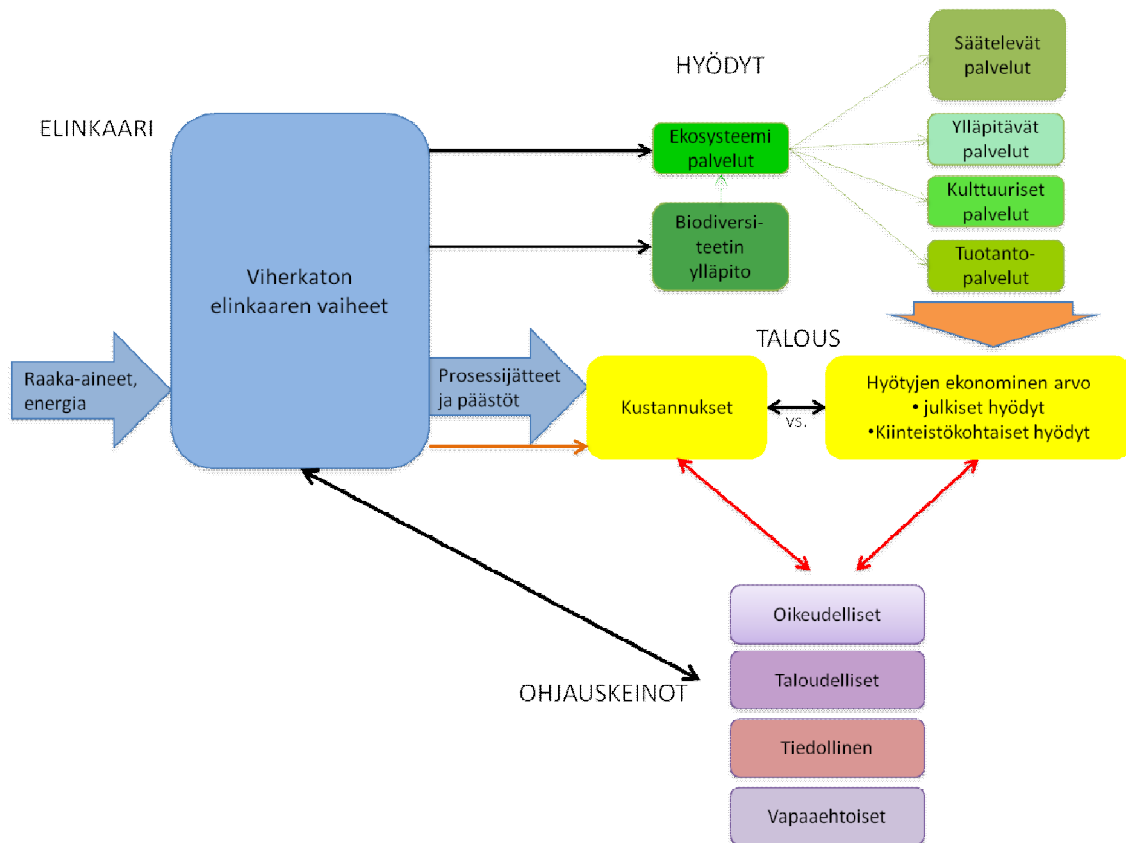 ELINKAARI
Viherkaton
elinkaaren vaiheet
Raaka-aineet,
energia
Prosessijätteet
ja päästöt
HYÖDYT
Ekosysteemi
palvelut
Biodiversi-
teetin
ylläpito
Säätelevät
palvelut
Ylläpitävät
palvelut
Kulttuuriset
palvelut
Tuotanto-
palvelut
TALOUS
Kustannukset
vs.
Hyötyjen ekonominen arvo
• julkiset hyödyt
•Kiinteistökohtaiset hyödyt
OHJAUSKEINOT
Oikeudelliset
Taloudelliset
Tiedollinen
Vapaaehtoiset